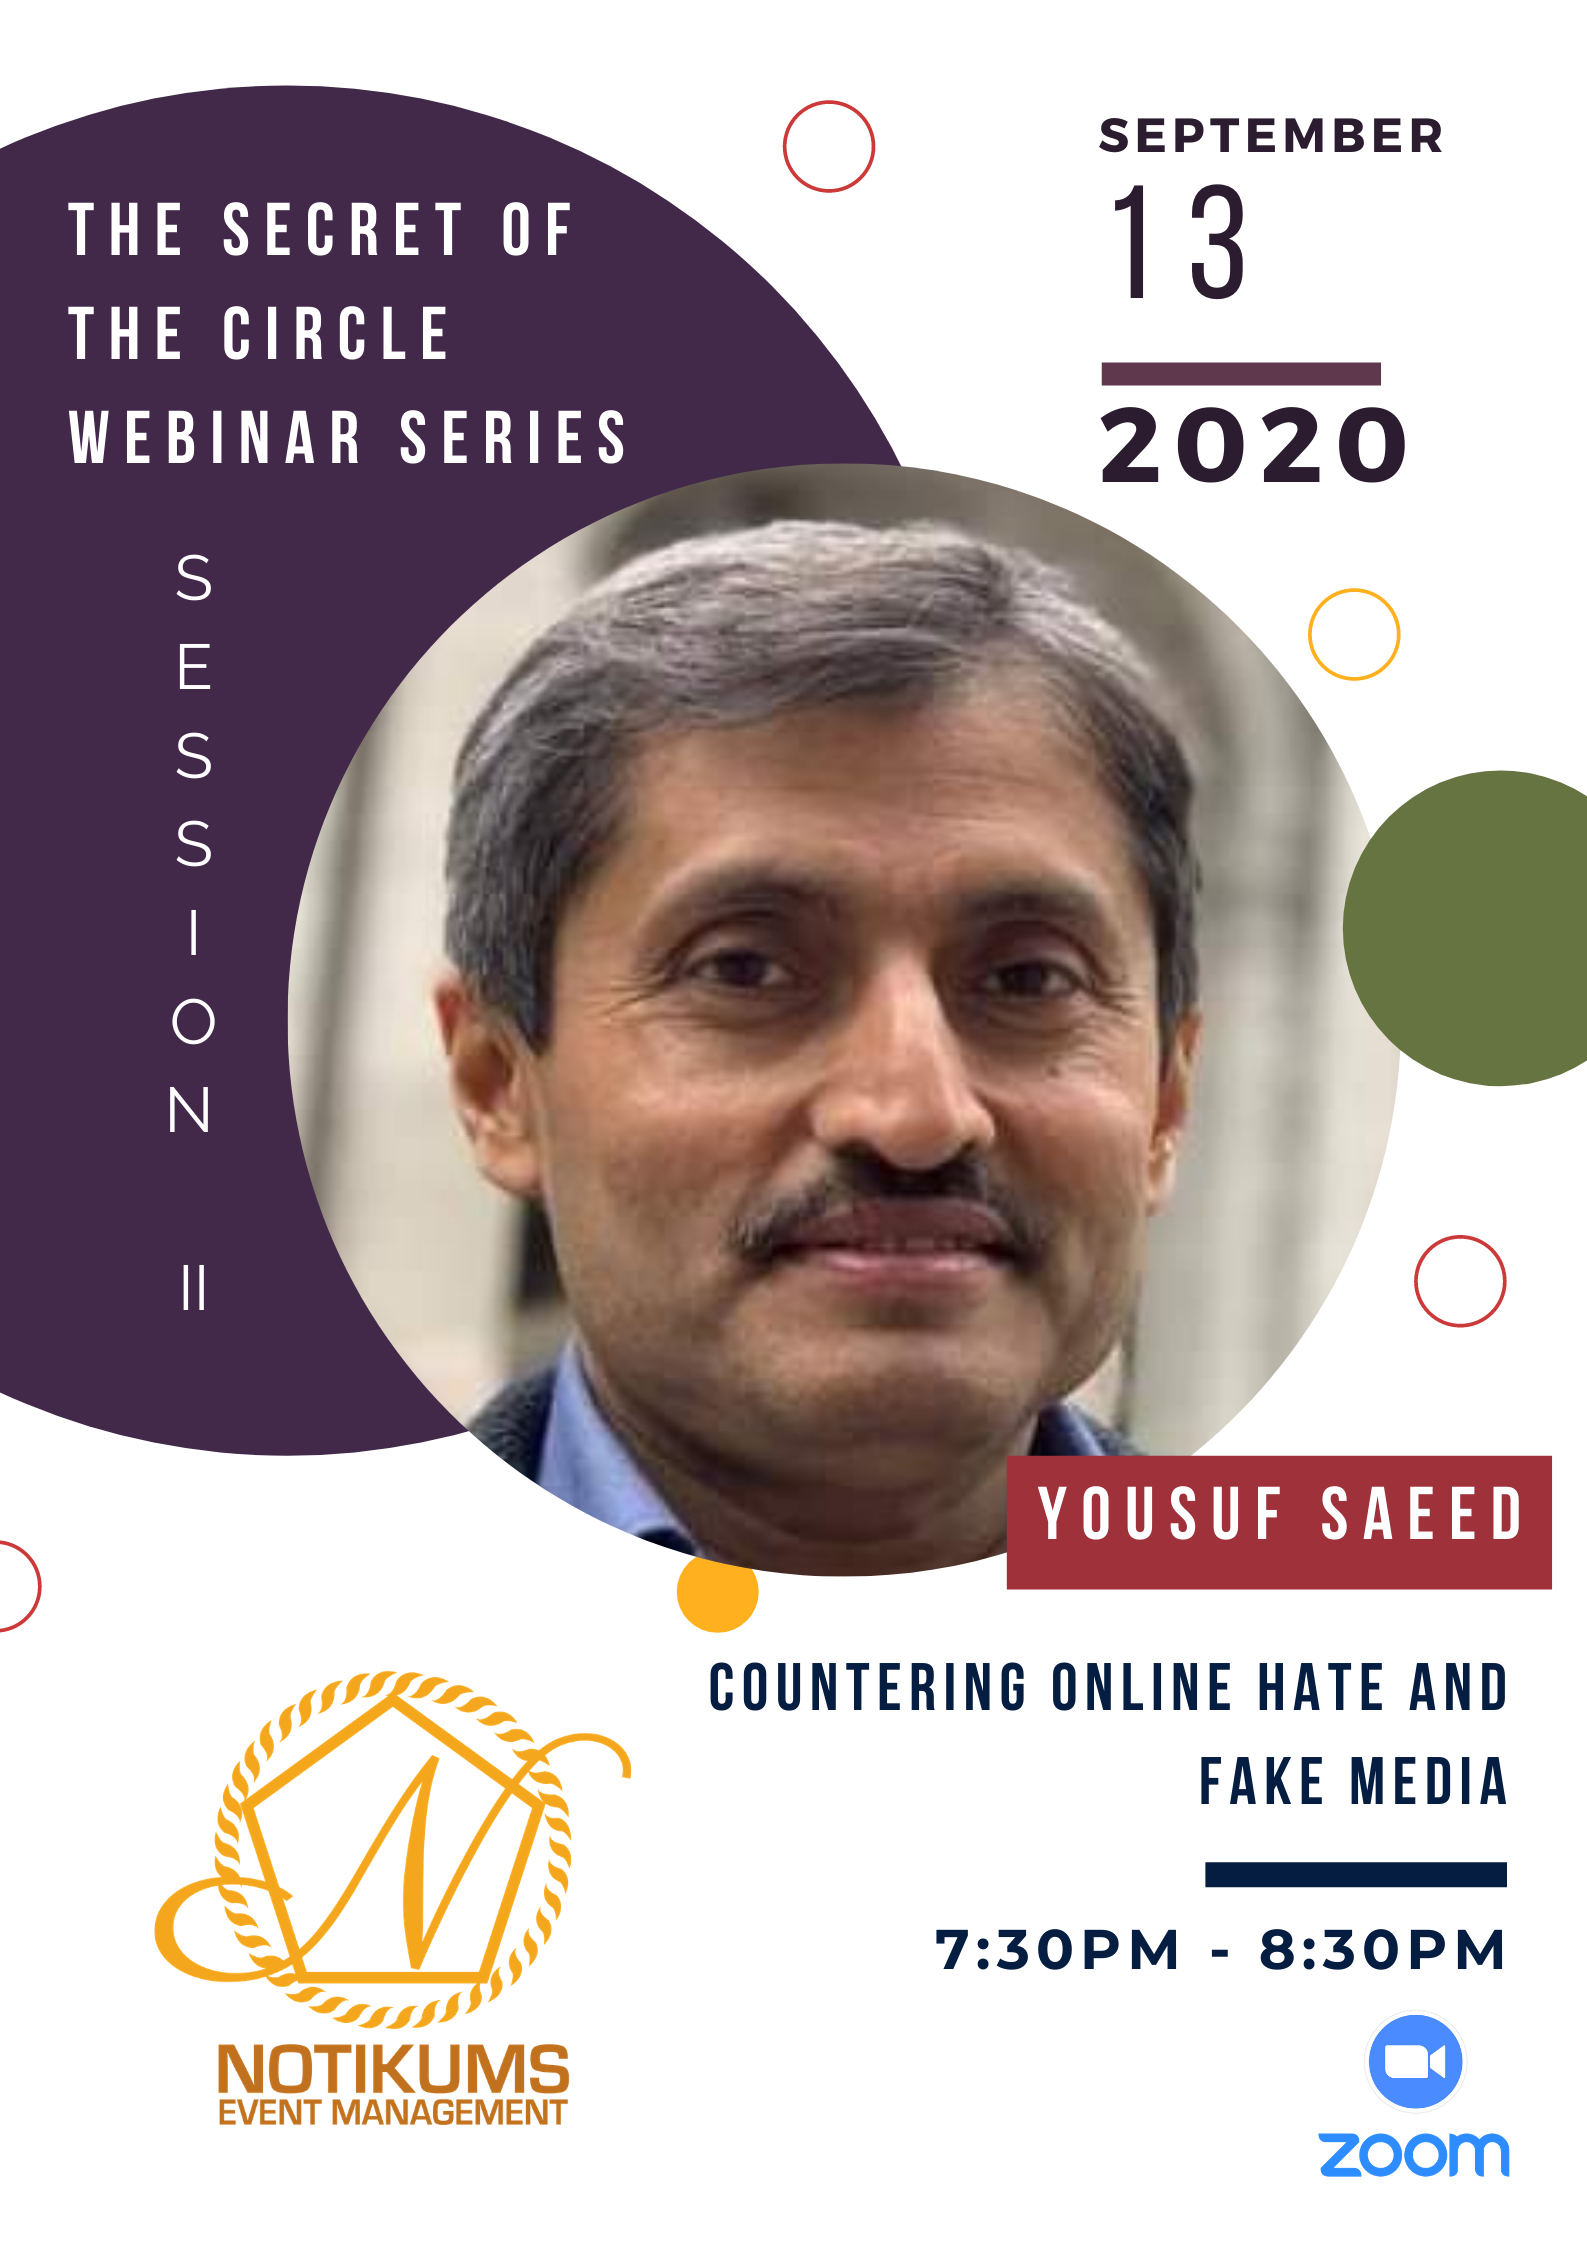 THE SECRET OF
THE CIRCLE
WEBINAR SERIES
SEPTEMBER
13
2020
SESSION II
YOUSUF SAEED
COUNTERING ONLINE HATE AND
FAKE MEDIA
7:30PM - 8:30PM
N
NOTIKUMS
EVENT MANAGEMENT
zoom